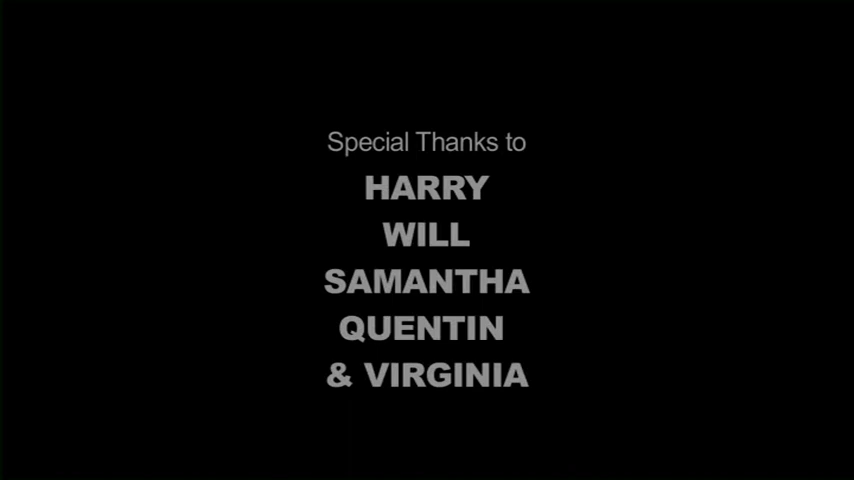 Special Thanks to
HARRY
WILL
SAMANTHA
QUENTIN
& VIRGINIA